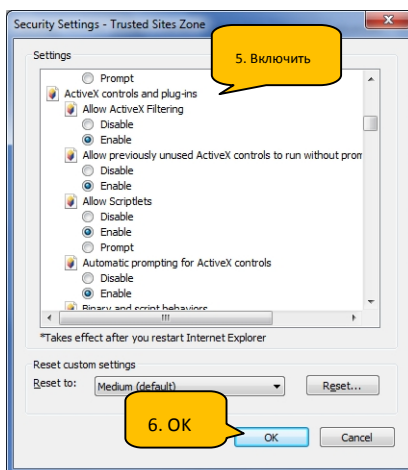 Security Settings - Trusted Sites Zone
Settings
5. Включить
Prompt
ActiveX controls and plug-ins
Allow ActiveX Filtering
Disable
Enable
Allow previously unused ActiveX controls to run without prom
Disable
Enable
Allow Scriptlets
Disable
Enable
Prompt
Automatic prompting for ActiveX controls
Disable
Enable
Binary and script behaviors
*Takes effect after you restart Internet Explorer
Reset custom settings
Reset to:
Medium (default)
Reset...
6. OK
OK
Cancel